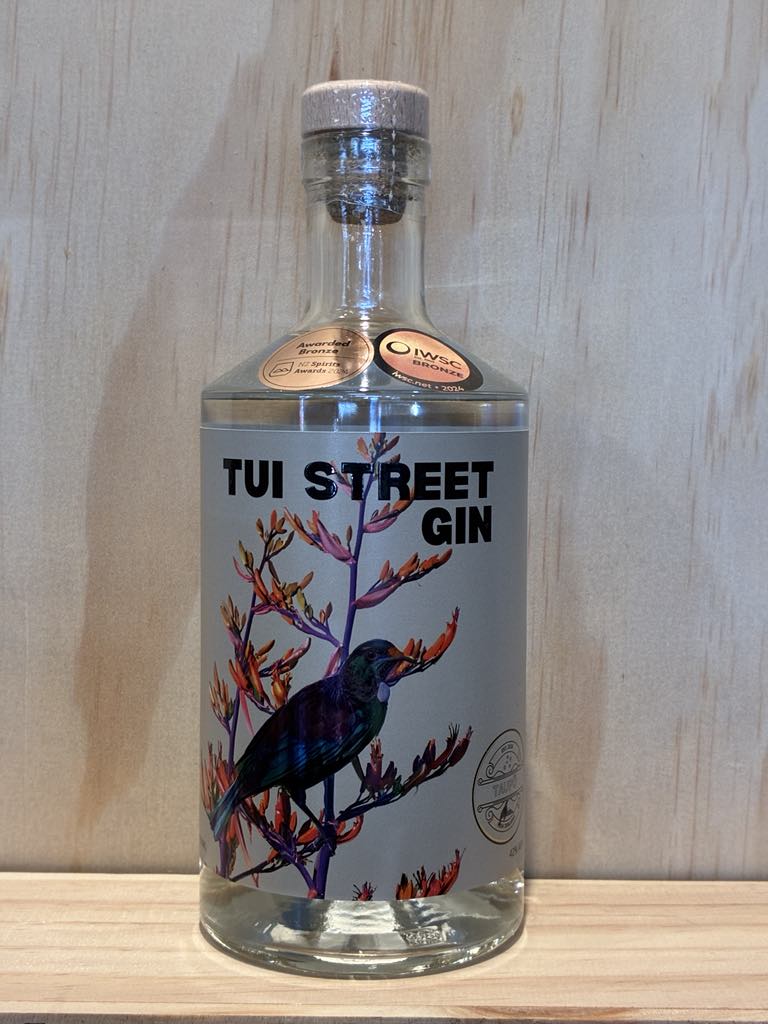 Awarded
Bronze
NZ Spirits
Awards 2024
IWSC
BRONZE
iwsc.net • 2024
TUI STREET
GIN